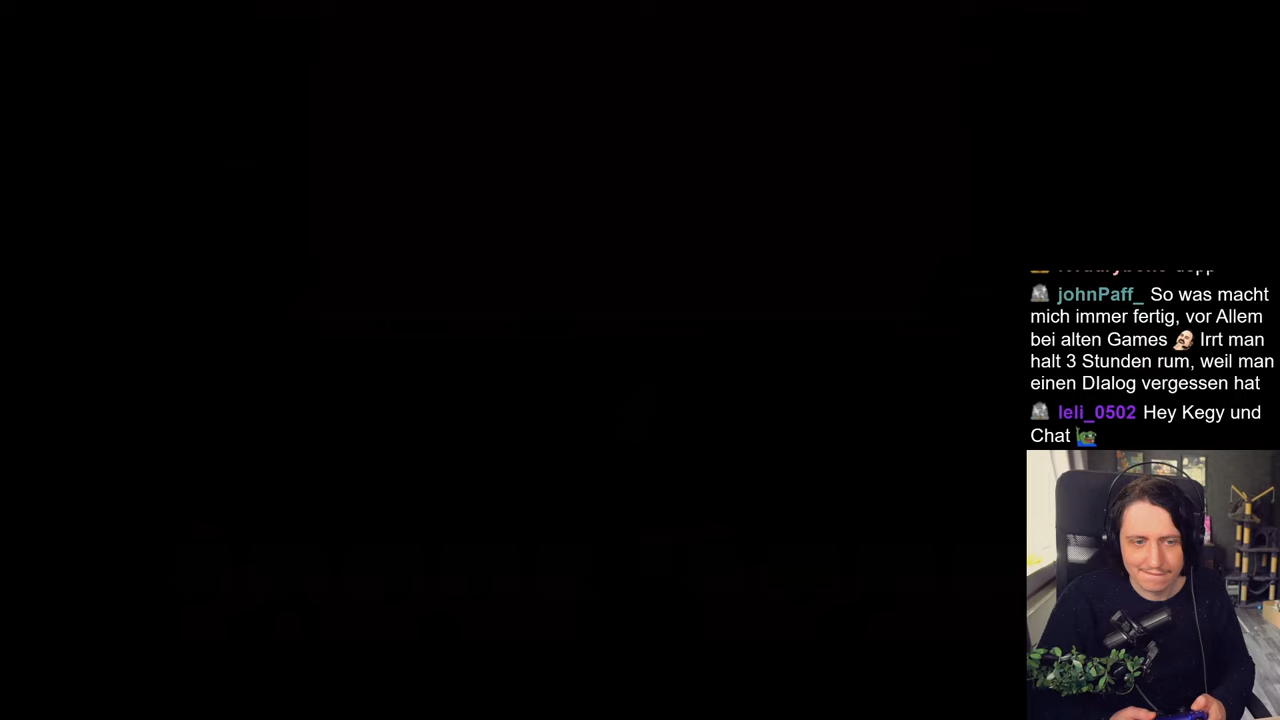 johnPaff_ So was macht
mich immer fertig, vor Allem
bei alten Games Irrt man
halt 3 Stunden rum, weil man
einen DIalog vergessen hat
leli_0502 Hey Kegy und
Chat